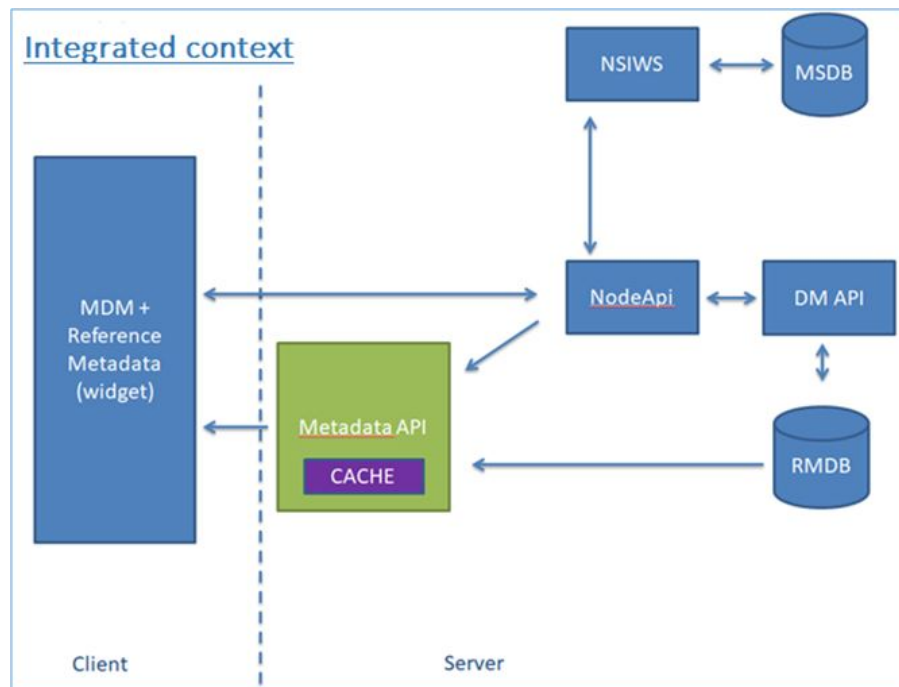 Integrated context
NSIWS
MSDB
MDM +
Reference
Metadata
(widget)
NodeApi
DM API
Metadata API
CACHE
RMDB
Client
Server